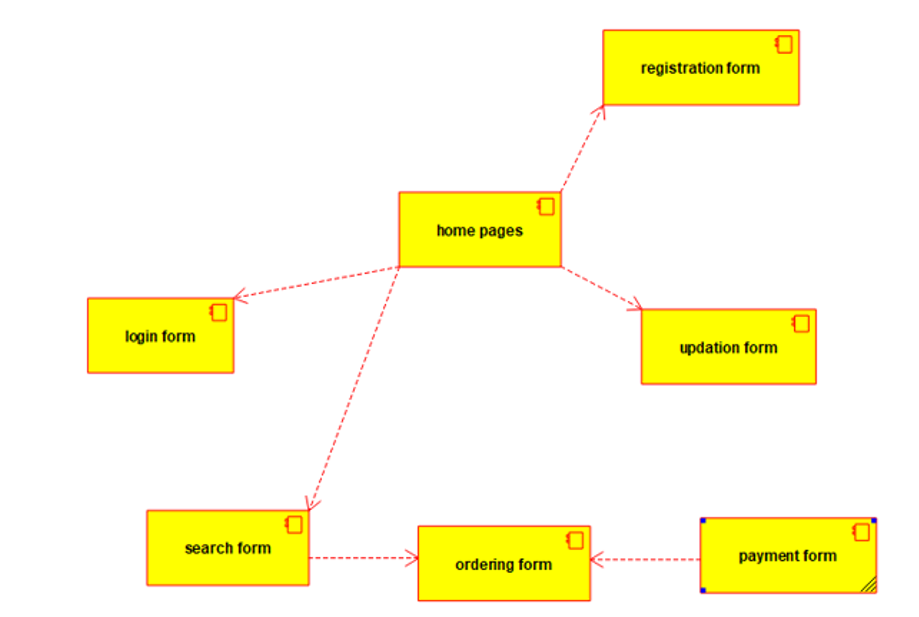 registration form
home pages
login form
updation form
search form
ordering form
payment form